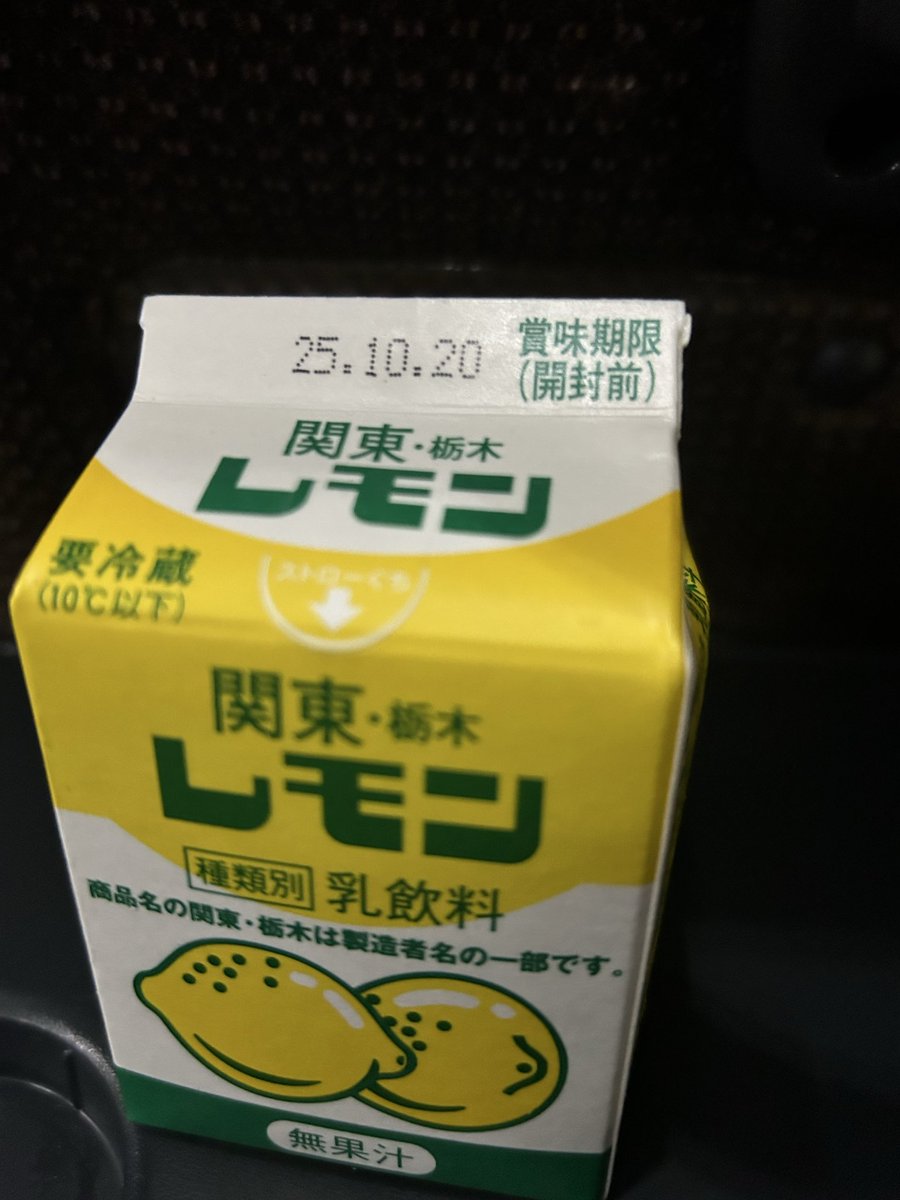 25.10.20 賞味期限
(開封前)
関東・栃木
レモン
要冷蔵
(10℃以下)
ストローぐち
関東・栃木
レモン
種類別 乳飲料
商品名の関東・栃木は製造者名の一部です。
無果汁